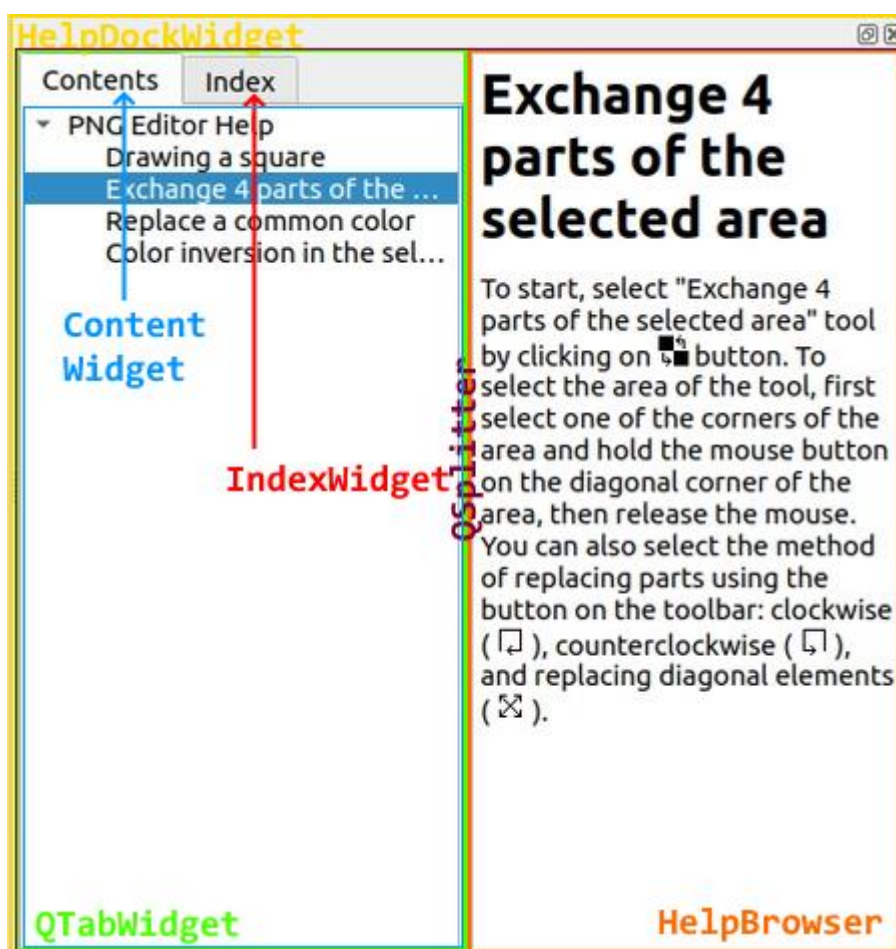 HelpDockWidget
Contents
Index
PNG Editor Help
Drawing a square
Exchange 4 parts of the ...
Replace a common color
Color inversion in the sel...
Content
Widget
IndexWidget
QTabWidget
QSplitter
Exchange 4
parts of the
selected area
To start, select "Exchange 4
parts of the selected area" tool
by clicking on button. To
select the area of the tool, first
select one of the corners of the
area and hold the mouse button
on the diagonal corner of the
area, then release the mouse.
You can also select the method
of replacing parts using the
button on the toolbar: clockwise
( ), counterclockwise ( ),
and replacing diagonal elements
( ).
HelpBrowser